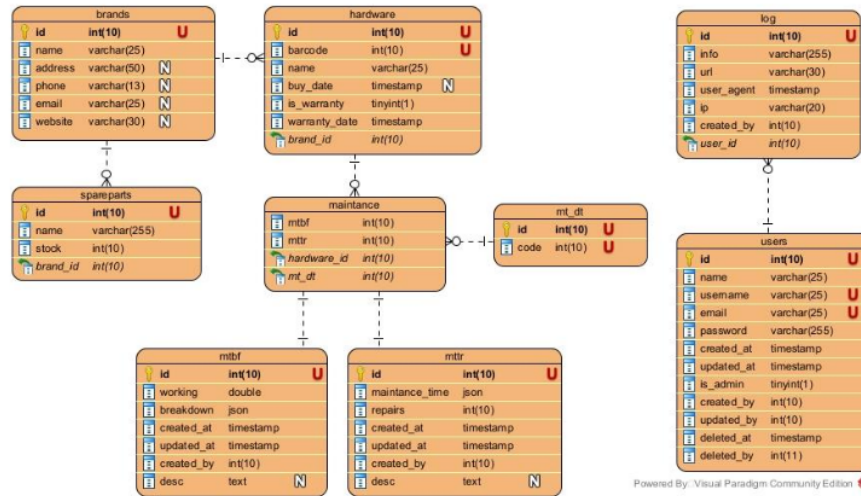 brands
id int(10) U
name varchar(25)
address varchar(50) N
phone varchar(13) N
email varchar(25) N
website varchar(30) N
hardware
id int(10) U
barcode int(10) U
name varchar(25)
buy_date timestamp N
is_warranty tinyint(1)
warranty_date timestamp
brand_id int(10)
log
id int(10) U
info varchar(255)
url varchar(30)
user_agent timestamp
ip varchar(20)
created_by int(10)
user_id int(10)
spareparts
id int(10) U
name varchar(255)
stock int(10)
brand_id int(10)
maintance
mtbf int(10)
mttr int(10)
hardware_id int(10)
mt_dt int(10)
mt_dt
id int(10) U
code int(10) U
users
id int(10) U
name varchar(25)
username varchar(25) U
email varchar(25) U
password varchar(255)
created_at timestamp
updated_at timestamp
is_admin tinyint(1)
created_by int(10)
updated_by int(10)
deleted_at timestamp
deleted_by int(11)
mtbf
id int(10) U
working double
breakdown json
created_at timestamp
updated_at timestamp
created_by int(10)
desc text N
mttr
id int(10) U
maintance_time json
repairs int(10)
created_at timestamp
updated_at timestamp
created_by int(10)
desc text N
Powered By: Visual Paradigm Community Edition